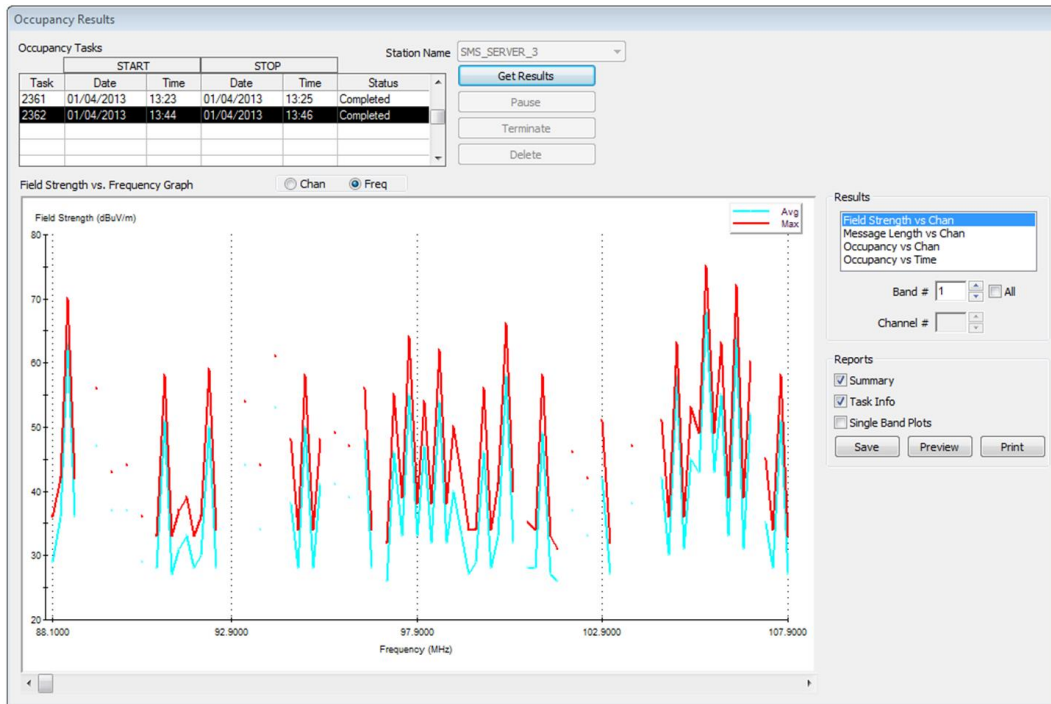 Occupancy Results
Occupancy Tasks
Station Name SMS_SERVER_3
START STOP
Task Date Time Date Time Status
2361 01/04/2013 13:23 01/04/2013 13:25 Completed
2362 01/04/2013 13:44 01/04/2013 13:46 Completed
Get Results
Pause
Terminate
Delete
Field Strength vs. Frequency Graph
Chan Freq
Field Strength (dBuV/m)
Avg
Max
80
70
60
50
40
30
20
88.1000 92.9000 97.9000 102.9000 107.9000
Frequency (MHz)
Results
Field Strength vs Chan
Message Length vs Chan
Occupancy vs Chan
Occupancy vs Time
Band # 1 All
Channel #
Reports
Summary
Task Info
Single Band Plots
Save Preview Print